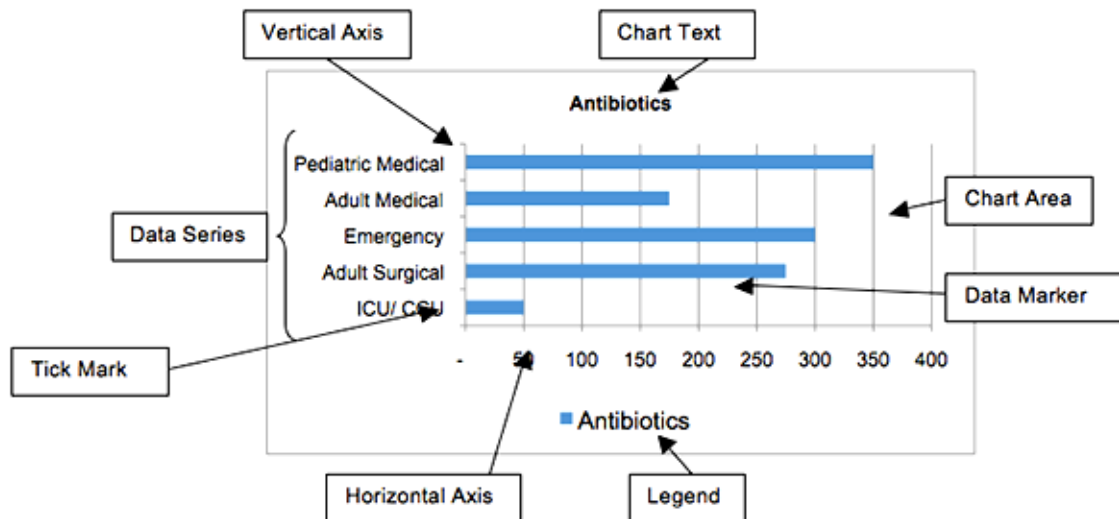 Vertical Axis
Chart Text
Antibiotics
Pediatric Medical
Adult Medical
Chart Area
Data Series
Emergency
Adult Surgical
Data Marker
ICU/ CSU
Tick Mark
- 50 100 150 200 250 300 350 400
Antibiotics
Horizontal Axis
Legend